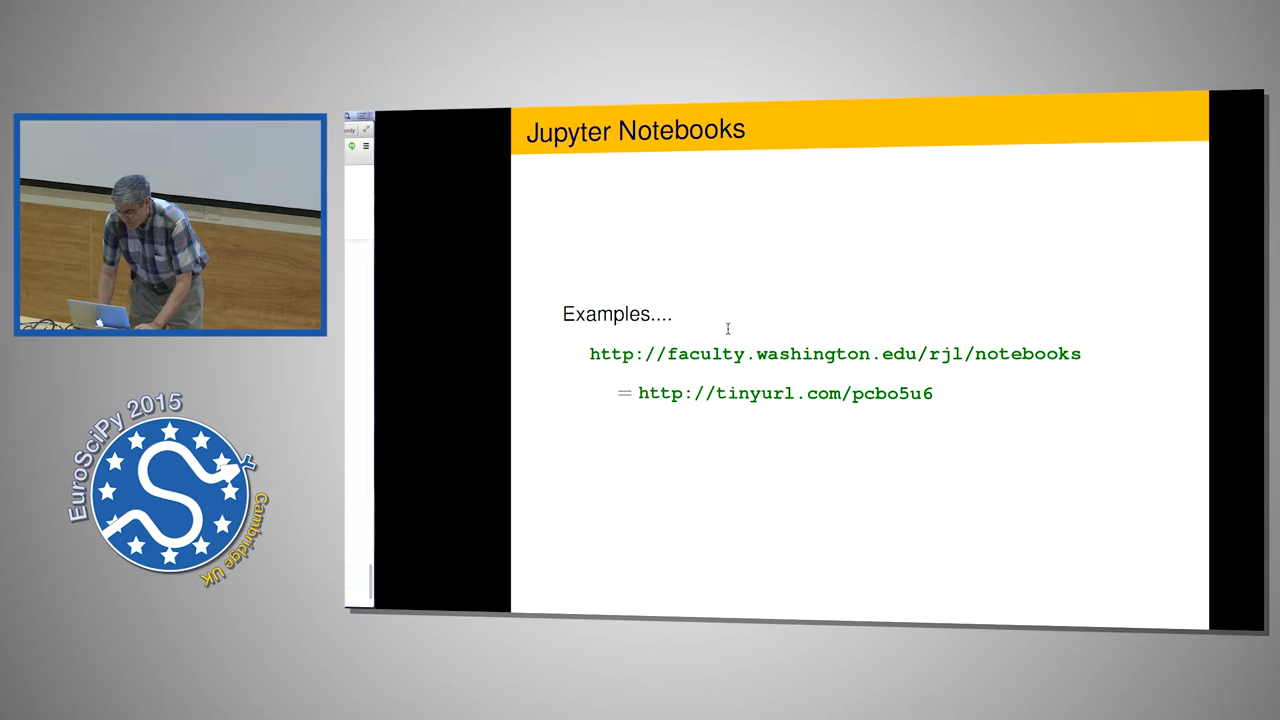 Jupyter Notebooks
Examples....
http://faculty.washington.edu/rjl/notebooks
= http://tinyurl.com/pcbo5u6
EuroSciPy 2015
Cambridge UK